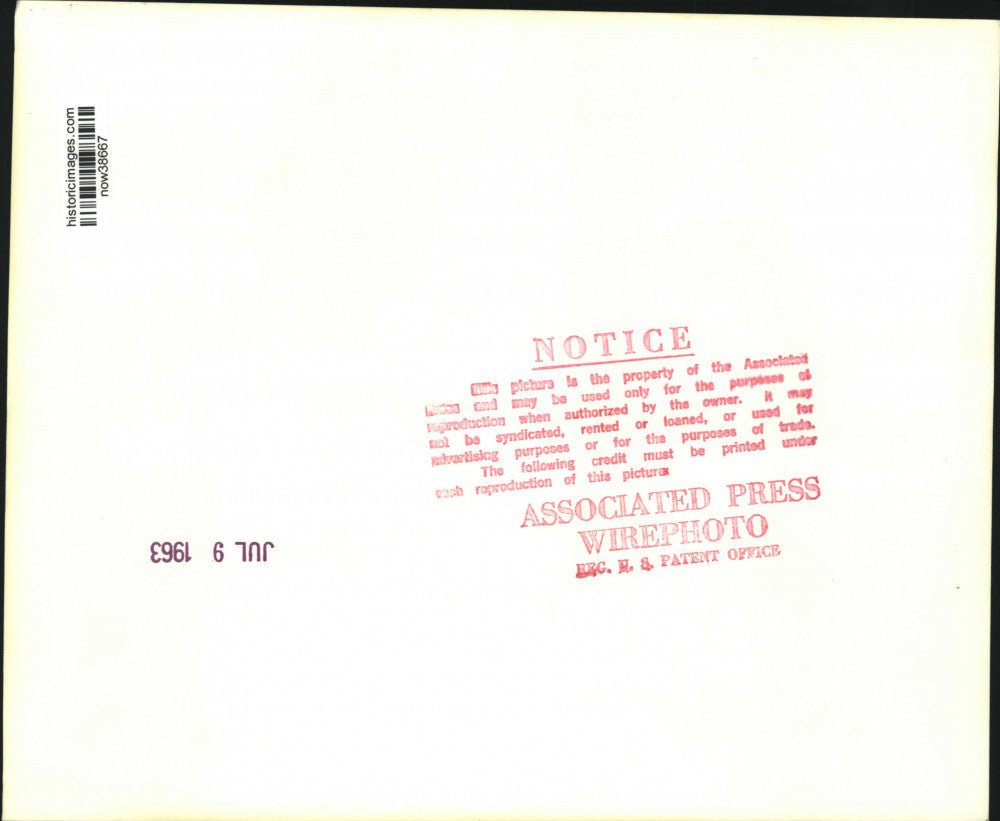 historicimages.com
now38667
NOTICE
This picture is the property of the Associated
Press and may be used only for the purposes of
reproduction when authorized by the owner. It may
not be syndicated, rented or loaned, or used for
advertising purposes or for the purposes of trade.
The following credit must be printed under
each reproduction of this picture:
ASSOCIATED PRESS
WIREPHOTO
REG. U. S. PATENT OFFICE
JUL 9 1963